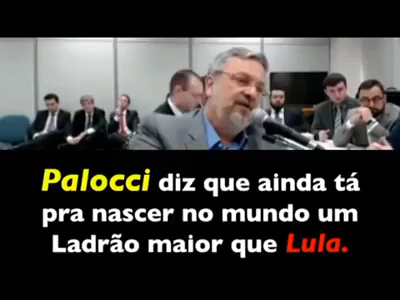 Palocci diz que ainda tá
pra nascer no mundo um
Ladrão maior que Lula.